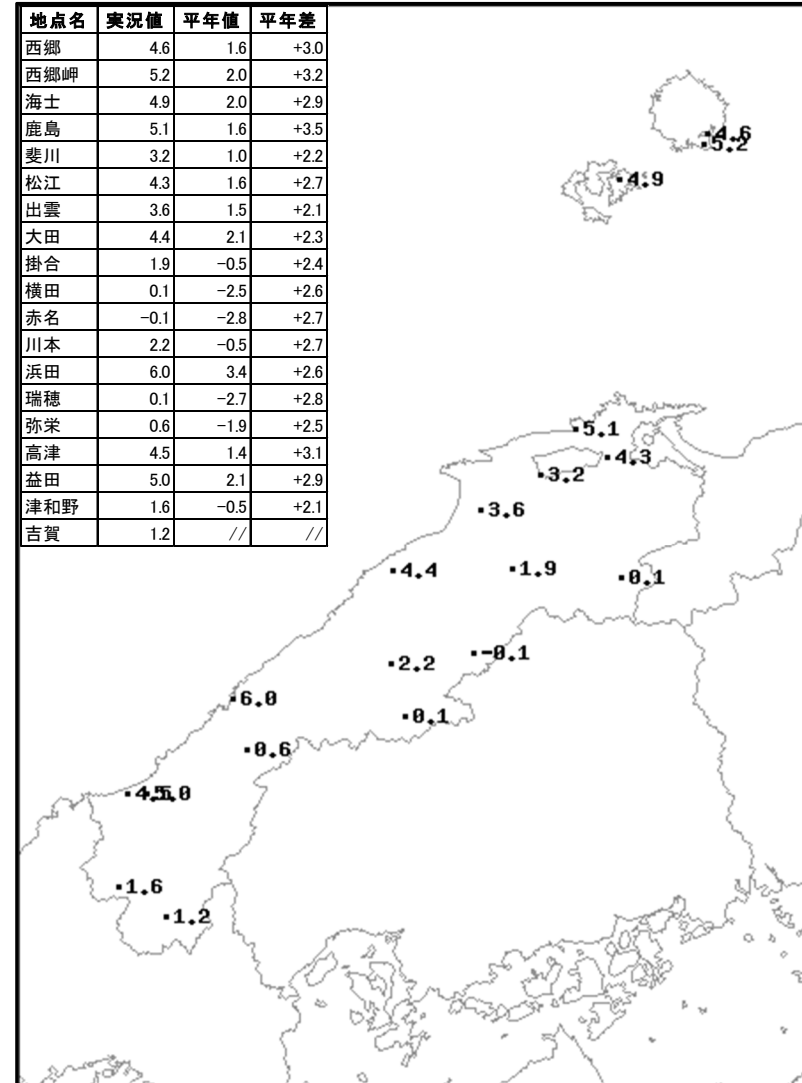 地点名 実況値 平年値 平年差
西郷 4.6 1.6 +3.0
西郷岬 5.2 2.0 +3.2
海士 4.9 2.0 +2.9
鹿島 5.1 1.6 +3.5
斐川 3.2 1.0 +2.2
松江 4.3 1.6 +2.7
出雲 3.6 1.5 +2.1
大田 4.4 2.1 +2.3
掛合 1.9 −0.5 +2.4
横田 0.1 −2.5 +2.6
赤名 −0.1 −2.8 +2.7
川本 2.2 −0.5 +2.7
浜田 6.0 3.4 +2.6
瑞穂 0.1 −2.7 +2.8
弥栄 0.6 −1.9 +2.5
高津 4.5 1.4 +3.1
益田 5.0 2.1 +2.9
津和野 1.6 −0.5 +2.1
吉賀 1.2 // //
4.6
5.2
4.9
5.1
4.3
3.2
3.6
4.4
1.9
0.1
-0.1
2.2
6.0
0.1
0.6
4.5 5.0
1.6
1.2